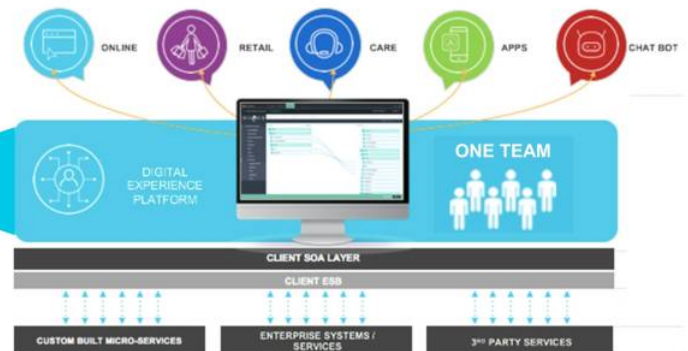 ONLINE
RETAIL
CARE
APPS
CHAT BOT
DIGITAL
EXPERIENCE
PLATFORM
ONE TEAM
CLIENT SOA LAYER
CLIENT ESB
CUSTOM BUILT MICRO-SERVICES
ENTERPRISE SYSTEMS /
SERVICES
3RD PARTY SERVICES